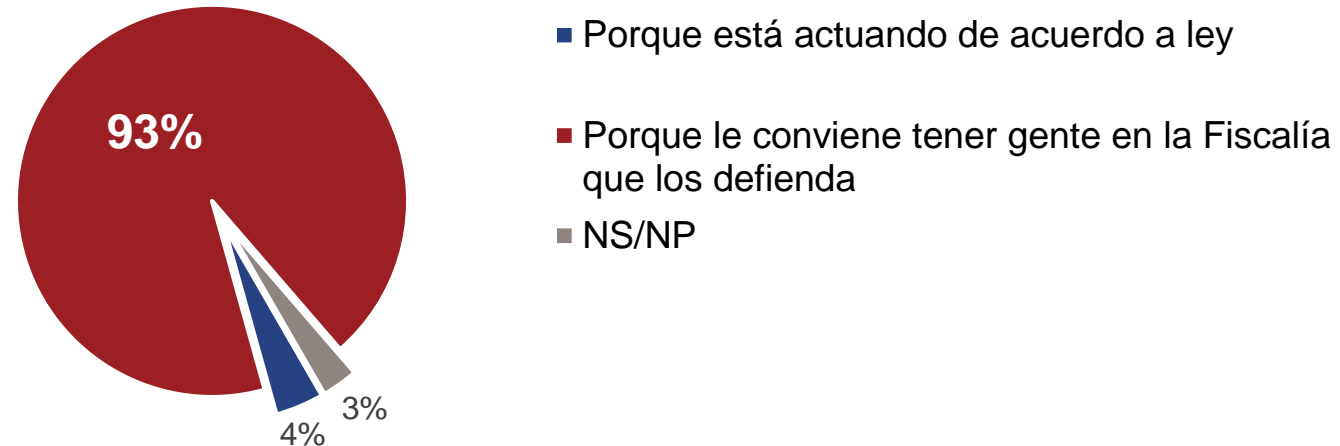 Porque está actuando de acuerdo a ley
93%
Porque le conviene tener gente en la Fiscalía
que los defienda
NS/NP
3%
4%